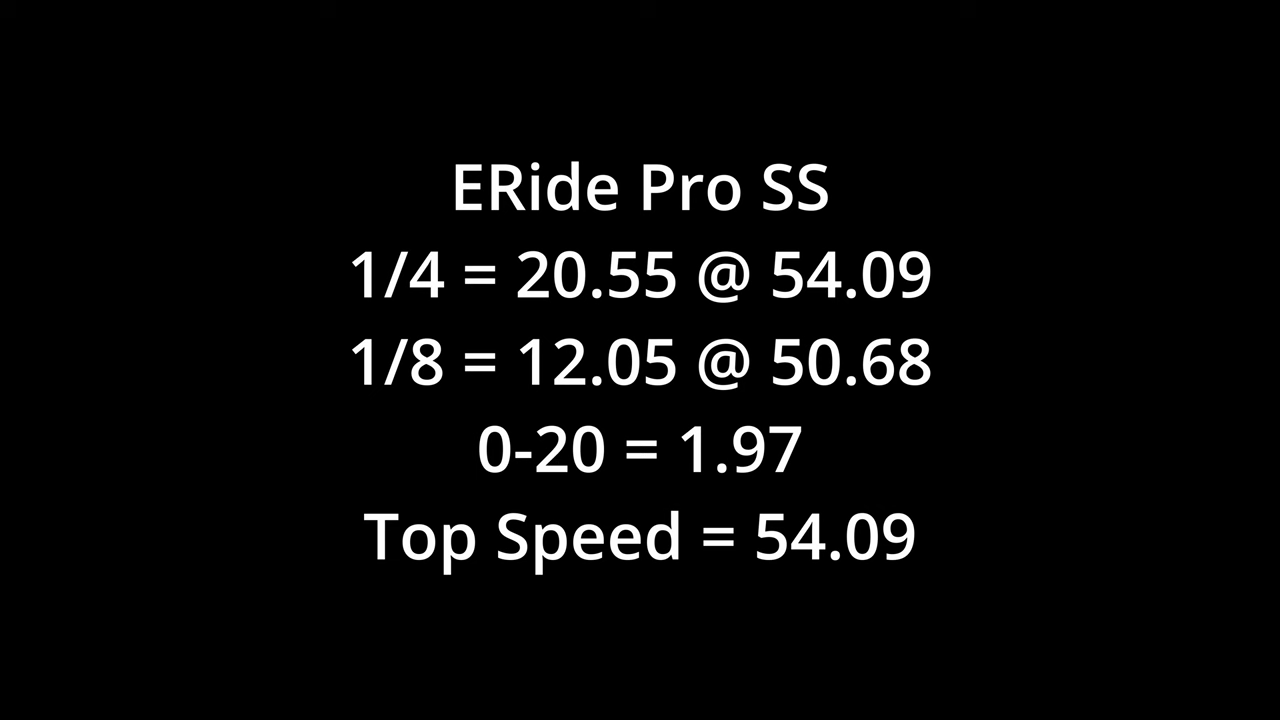 ERide Pro SS
1/4 = 20.55 @ 54.09
1/8 = 12.05 @ 50.68
0-20 = 1.97
Top Speed = 54.09